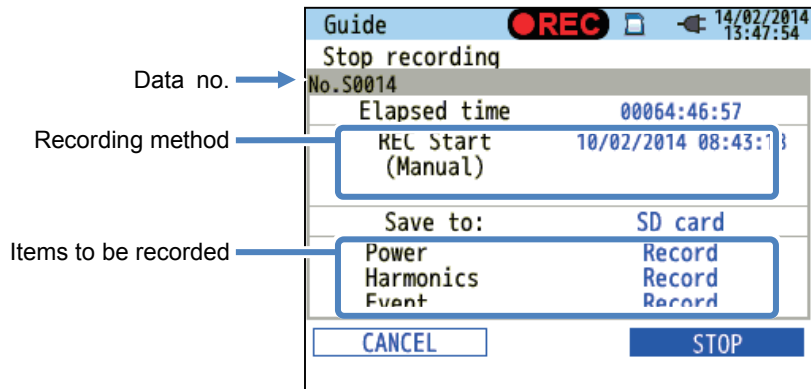 Guide REC 14/02/2014
13:47:54
Stop recording
Data no. No.S0014
Elapsed time 00064:46:57
Recording method REC Start 10/02/2014 08:43:13
(Manual)
Save to: SD card
Items to be recorded Power Record
Harmonics Record
Event Record
CANCEL STOP